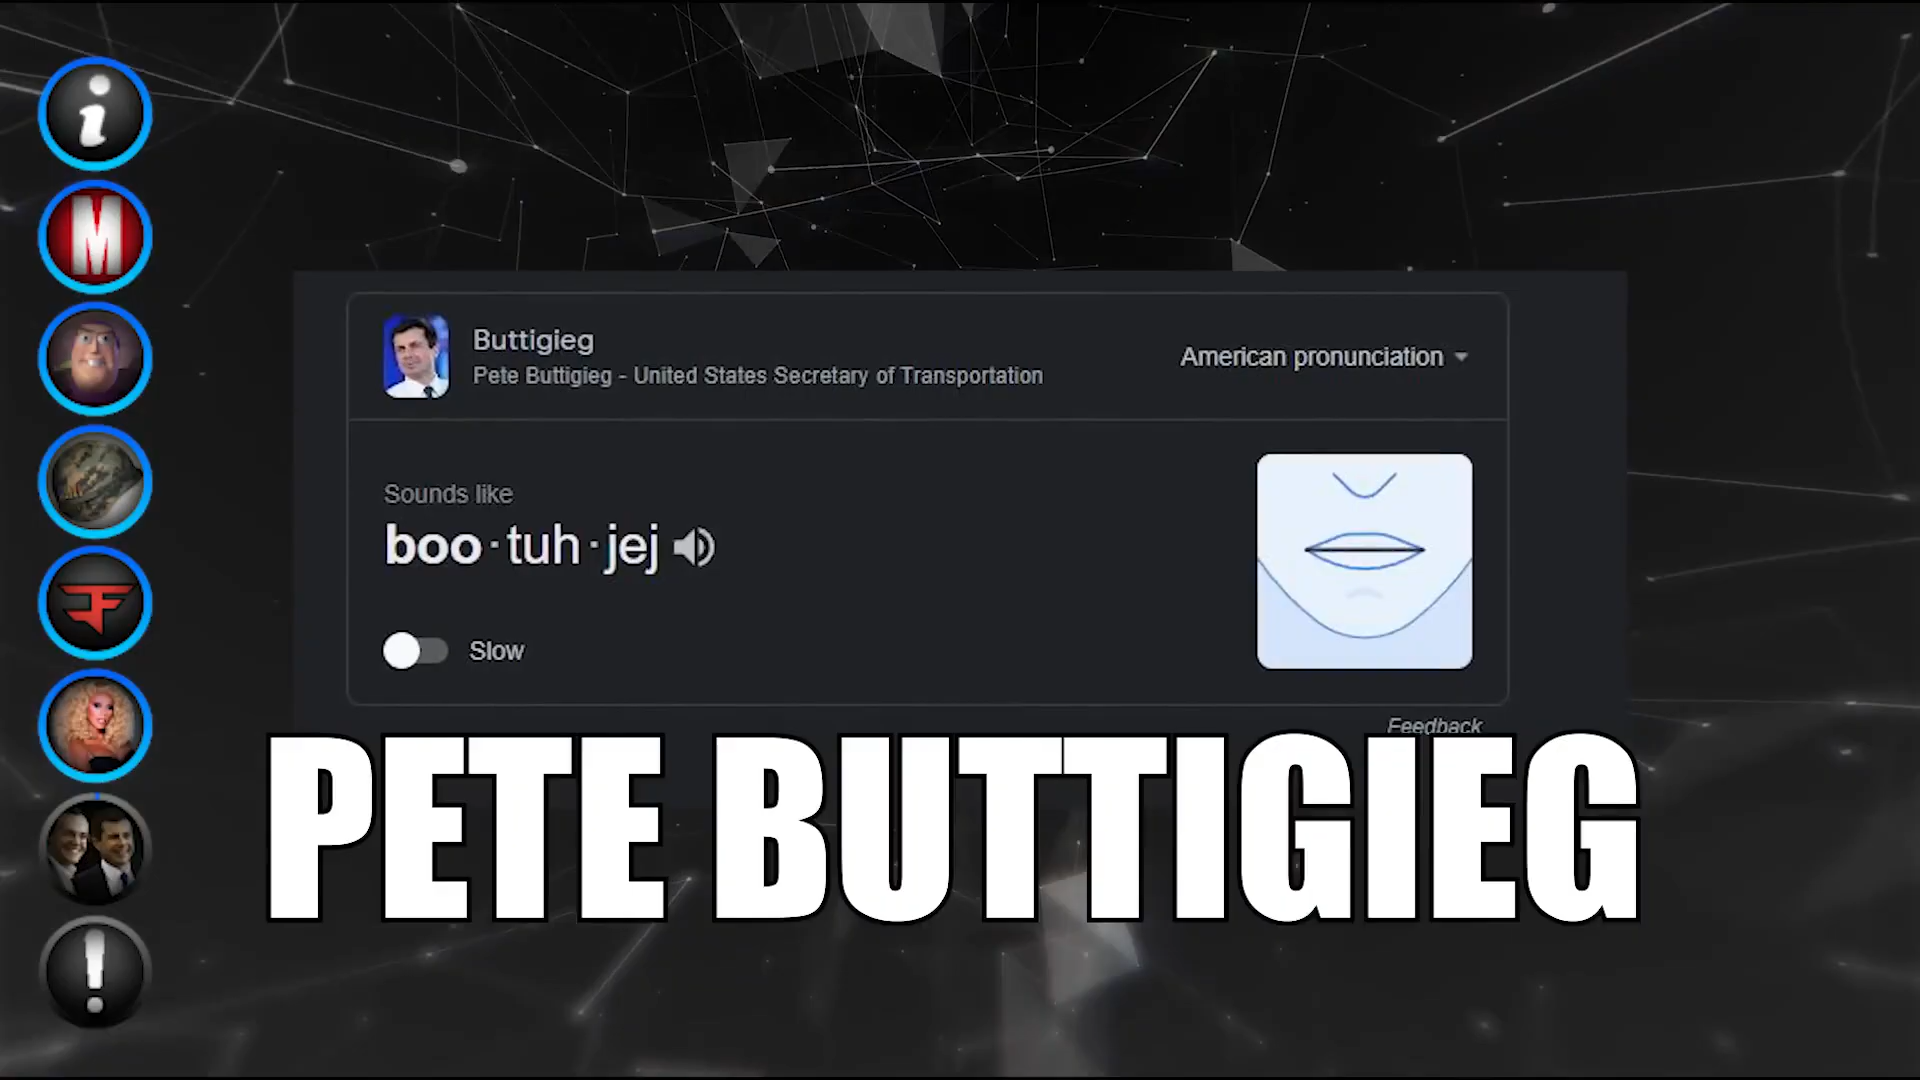 i
M
Buttigieg
Pete Buttigieg - United States Secretary of Transportation
American pronunciation
Sounds like
boo·tuh·jej
Slow
Feedback
PETE BUTTIGIEG
!